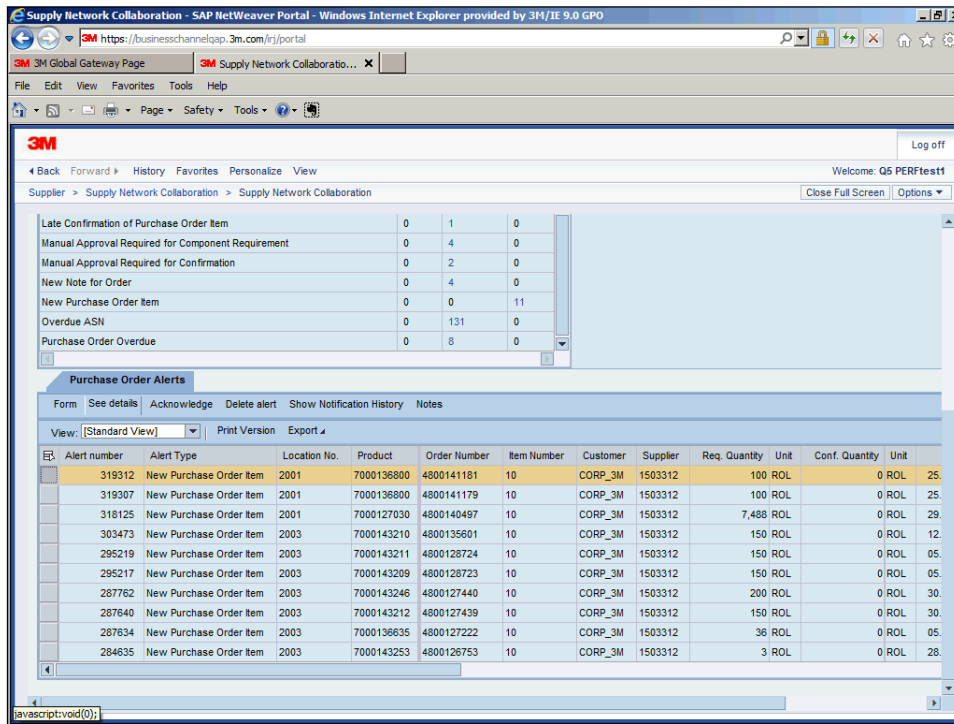 Supply Network Collaboration - SAP NetWeaver Portal - Windows Internet Explorer provided by 3M/IE 9.0 GPO
3M https://businesschannelqap.3m.com/irj/portal
3M 3M Global Gateway Page 3M Supply Network Collaboratio... X
File Edit View Favorites Tools Help
Page Safety Tools
3M Log off
Back Forward History Favorites Personalize View Welcome: Q5 PERFtest1
Supplier > Supply Network Collaboration > Supply Network Collaboration Close Full Screen Options
Late Confirmation of Purchase Order Item 0 1 0
Manual Approval Required for Component Requirement 0 4 0
Manual Approval Required for Confirmation 0 2 0
New Note for Order 0 4 0
New Purchase Order Item 0 0 11
Overdue ASN 0 131 0
Purchase Order Overdue 0 8 0
Purchase Order Alerts
Form See details Acknowledge Delete alert Show Notification History Notes
View: [Standard View] Print Version Export
Alert number Alert Type Location No. Product Order Number Item Number Customer Supplier Req. Quantity Unit Conf. Quantity Unit
319312 New Purchase Order Item 2001 7000136800 4800141181 10 CORP_3M 1503312 100 ROL 0 ROL 25.
319307 New Purchase Order Item 2001 7000136800 4800141179 10 CORP_3M 1503312 100 ROL 0 ROL 25.
318125 New Purchase Order Item 2001 7000127030 4800140497 10 CORP_3M 1503312 7,488 ROL 0 ROL 29.
303473 New Purchase Order Item 2003 7000143210 4800135601 10 CORP_3M 1503312 150 ROL 0 ROL 12.
295219 New Purchase Order Item 2003 7000143211 4800128724 10 CORP_3M 1503312 150 ROL 0 ROL 05.
295217 New Purchase Order Item 2003 7000143209 4800128723 10 CORP_3M 1503312 150 ROL 0 ROL 05.
287762 New Purchase Order Item 2003 7000143246 4800127440 10 CORP_3M 1503312 200 ROL 0 ROL 30.
287640 New Purchase Order Item 2003 7000143212 4800127439 10 CORP_3M 1503312 150 ROL 0 ROL 30.
287634 New Purchase Order Item 2003 7000136635 4800127222 10 CORP_3M 1503312 36 ROL 0 ROL 05.
284635 New Purchase Order Item 2003 7000143253 4800126753 10 CORP_3M 1503312 3 ROL 0 ROL 28.
javascript:void(0);